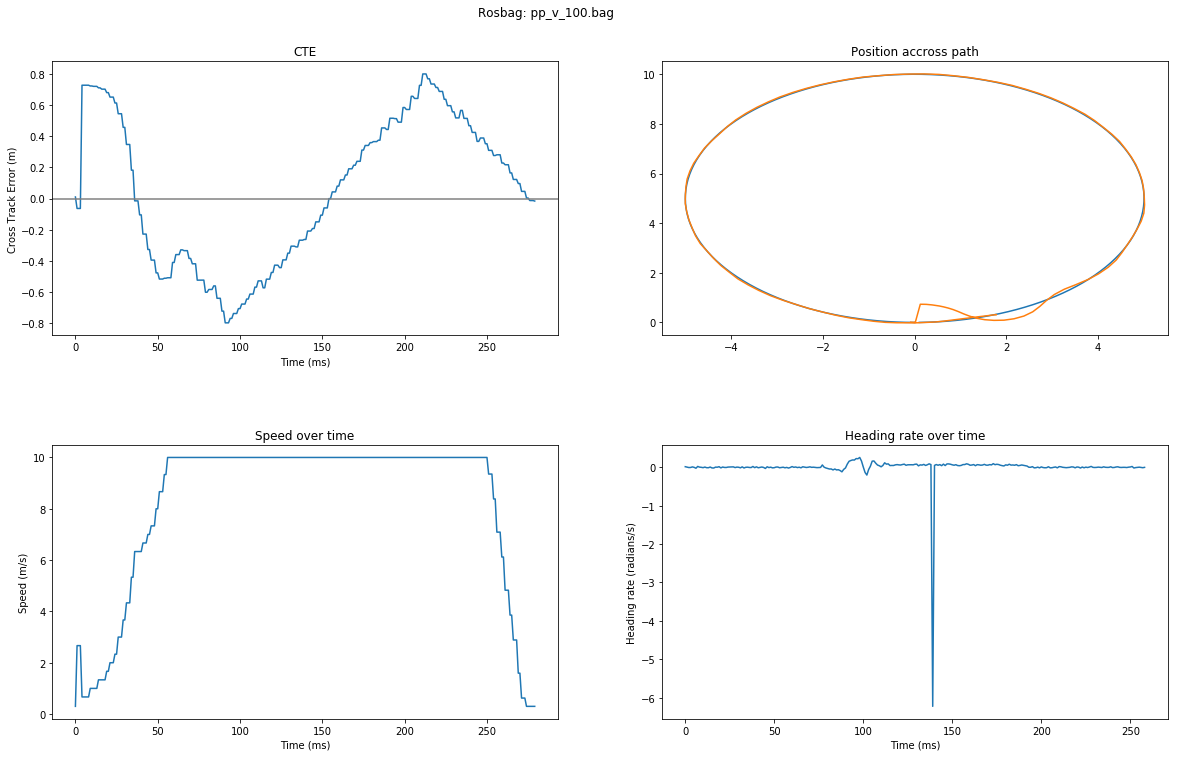 Rosbag: pp_v_100.bag
CTE
Cross Track Error (m)
0.8
0.6
0.4
0.2
0.0
−0.2
−0.4
−0.6
−0.8
0 50 100 150 200 250
Time (ms)
Position accross path
10
8
6
4
2
0
−4 −2 0 2 4
Speed over time
Speed (m/s)
10
8
6
4
2
0
0 50 100 150 200 250
Time (ms)
Heading rate over time
Heading rate (radians/s)
0
−1
−2
−3
−4
−5
−6
0 50 100 150 200 250
Time (ms)